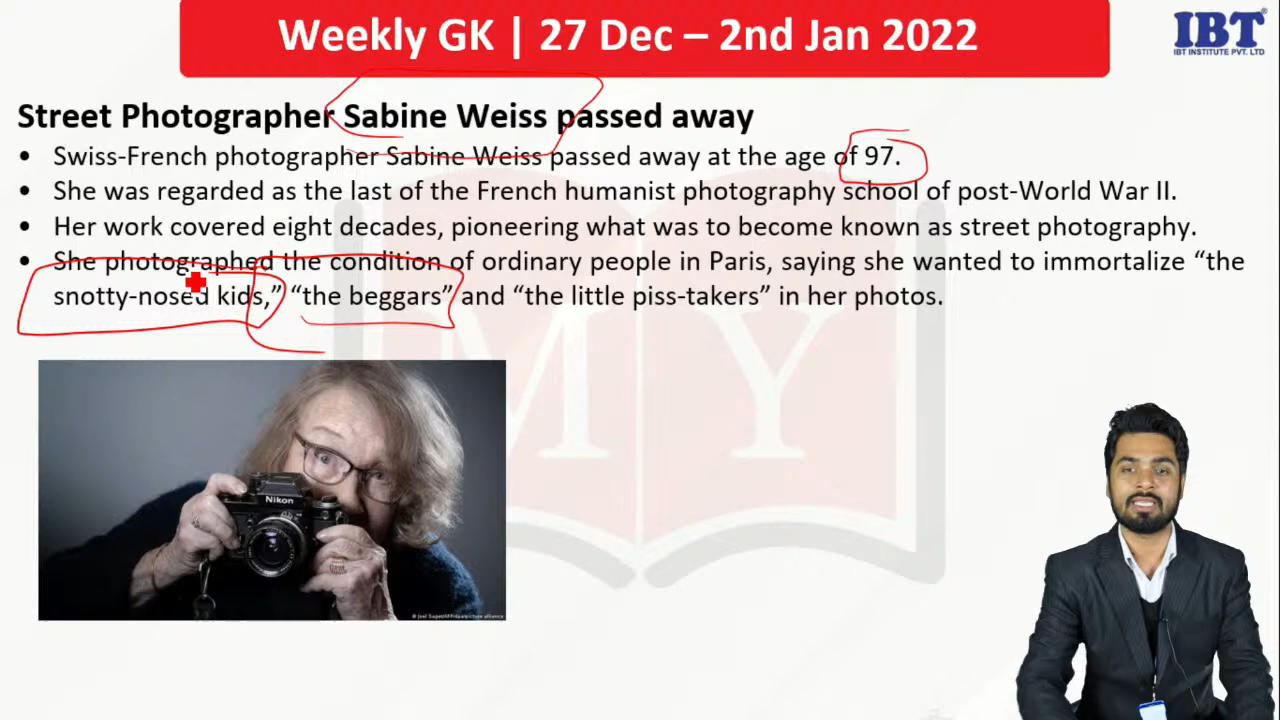 Weekly GK | 27 Dec – 2nd Jan 2022
IBT
IBT INSTITUTE PVT. LTD
Street Photographer Sabine Weiss passed away
• Swiss-French photographer Sabine Weiss passed away at the age of 97.
• She was regarded as the last of the French humanist photography school of post-World War II.
• Her work covered eight decades, pioneering what was to become known as street photography.
• She photographed the condition of ordinary people in Paris, saying she wanted to immortalize “the
snotty-nosed kids,” “the beggars” and “the little piss-takers” in her photos.
MY
Nikon